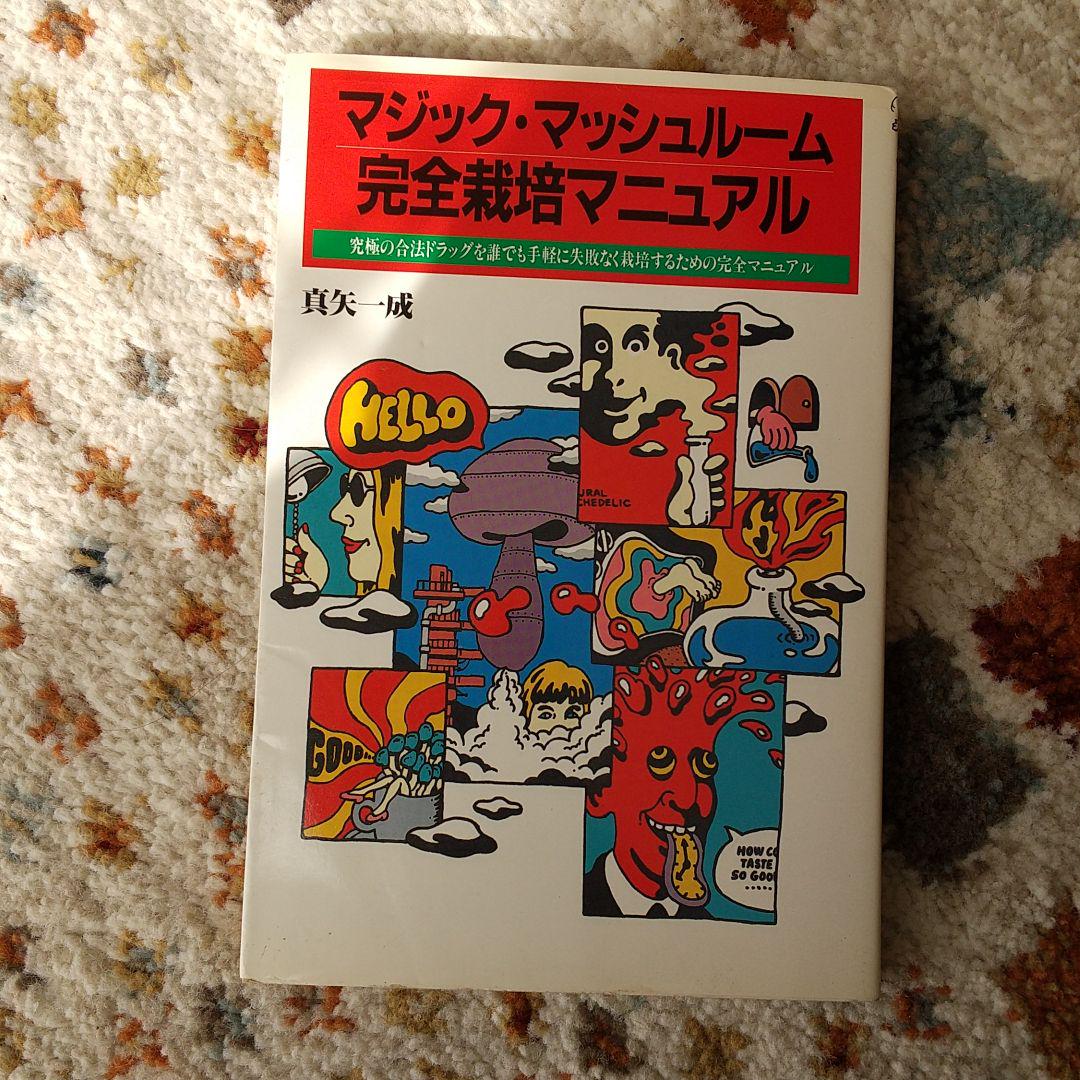 マジック・マッシュルーム
完全栽培マニュアル
究極の合法ドラッグを誰でも手軽に失敗なく栽培するための完全マニュアル
真矢一成
HELLO
URAL
HEDELIC
GOOD
HOW CO
TASTE
SO GOO